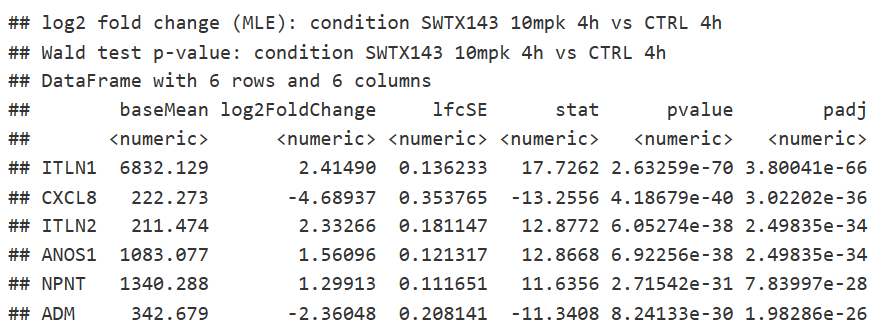 ## log2 fold change (MLE): condition SWTX143 10mpk 4h vs CTRL 4h
## Wald test p-value: condition SWTX143 10mpk 4h vs CTRL 4h
## DataFrame with 6 rows and 6 columns
##        baseMean log2FoldChange     lfcSE      stat      pvalue        padj
##       <numeric>      <numeric> <numeric> <numeric>   <numeric>   <numeric>
## ITLN1  6832.129        2.41490  0.136233   17.7262 2.63259e-70 3.80041e-66
## CXCL8   222.273       -4.68937  0.353765  -13.2556 4.18679e-40 3.02202e-36
## ITLN2   211.474        2.33266  0.181147   12.8772 6.05274e-38 2.49835e-34
## ANOS1  1083.077        1.56096  0.121317   12.8668 6.92256e-38 2.49835e-34
## NPNT   1340.288        1.29913  0.111651   11.6356 2.71542e-31 7.83997e-28
## ADM     342.679       -2.36048  0.208141  -11.3408 8.24133e-30 1.98286e-26